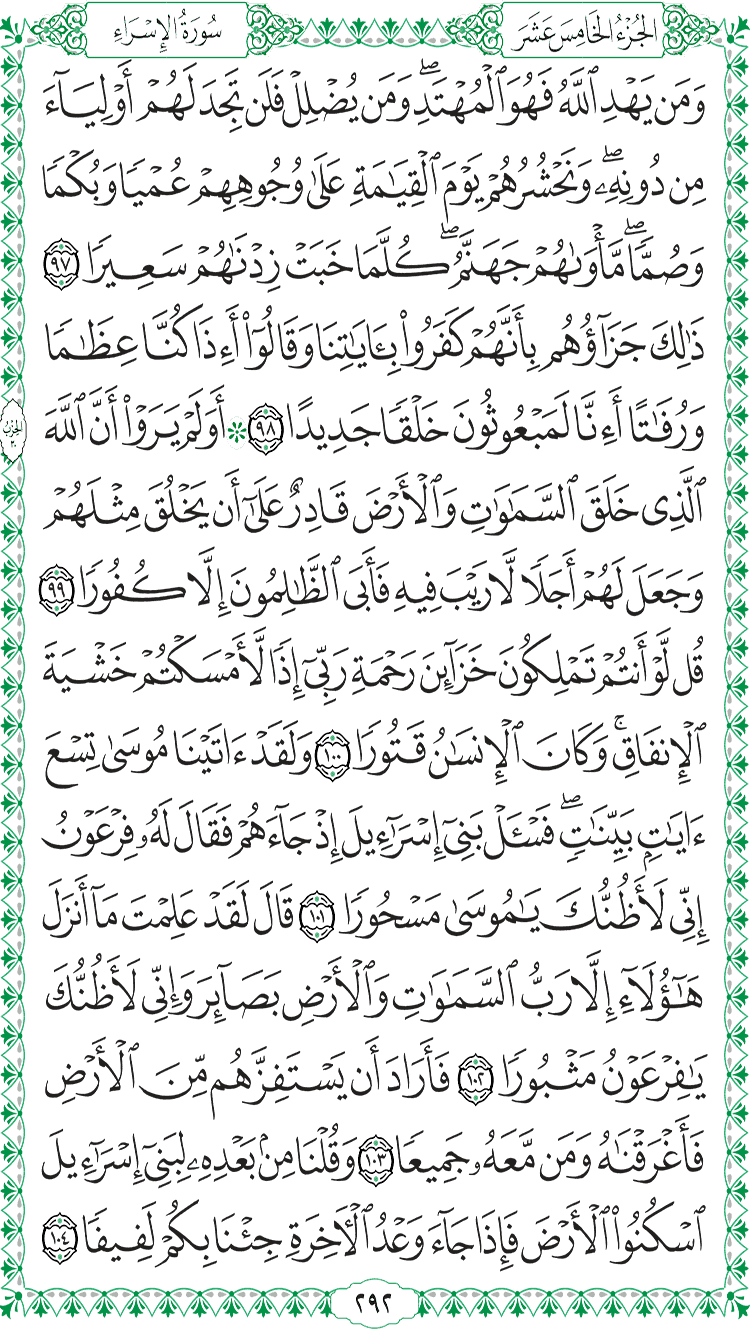 الجُزْءُ الخَامِسَ عَشَرَ
سُورَةُ الإِسْرَاءِ
وَمَن يَهْدِ ٱللَّهُ فَهُوَ ٱلْمُهْتَدِۖ وَمَن يُضْلِلْ فَلَن تَجِدَ لَهُمْ أَوْلِيَآءَ
مِن دُونِهِۦۖ وَنَحْشُرُهُمْ يَوْمَ ٱلْقِيَٰمَةِ عَلَىٰ وُجُوهِهِمْ عُمْيًا وَبُكْمًا
وَصُمًّاۖ مَّأْوَىٰهُمْ جَهَنَّمُۖ كُلَّمَا خَبَتْ زِدْنَٰهُمْ سَعِيرًا ٩٧
ذَٰلِكَ جَزَآؤُهُم بِأَنَّهُمْ كَفَرُوا۟ بِـَٔايَٰتِنَا وَقَالُوٓا۟ أَءِذَا كُنَّا عِظَٰمًا
وَرُفَٰتًا أَءِنَّا لَمَبْعُوثُونَ خَلْقًا جَدِيدًا ٩٨ * أَوَلَمْ يَرَوْا۟ أَنَّ ٱللَّهَ
ٱلَّذِى خَلَقَ ٱلسَّمَٰوَٰتِ وَٱلْأَرْضَ قَادِرٌ عَلَىٰٓ أَن يَخْلُقَ مِثْلَهُمْ
وَجَعَلَ لَهُمْ أَجَلًا لَّا رَيْبَ فِيهِ فَأَبَى ٱلظَّٰلِمُونَ إِلَّا كُفُورًا ٩٩
قُل لَّوْ أَنتُمْ تَمْلِكُونَ خَزَآئِنَ رَحْمَةِ رَبِّىٓ إِذًا لَّأَمْسَكْتُمْ خَشْيَةَ
ٱلْإِنفَاقِۚ وَكَانَ ٱلْإِنسَٰنُ قَتُورًا ١٠٠ وَلَقَدْ ءَاتَيْنَا مُوسَىٰ تِسْعَ
ءَايَٰتٍۭ بَيِّنَٰتٍۖ فَسْـَٔلْ بَنِىٓ إِسْرَٰٓءِيلَ إِذْ جَآءَهُمْ فَقَالَ لَهُۥ فِرْعَوْنُ
إِنِّى لَأَظُنُّكَ يَٰمُوسَىٰ مَسْحُورًا ١٠١ قَالَ لَقَدْ عَلِمْتَ مَآ أَنزَلَ
هَٰٓؤُلَآءِ إِلَّا رَبُّ ٱلسَّمَٰوَٰتِ وَٱلْأَرْضِ بَصَآئِرَ وَإِنِّى لَأَظُنُّكَ
يَٰفِرْعَوْنُ مَثْبُورًا ١٠٢ فَأَرَادَ أَن يَسْتَفِزَّهُم مِّنَ ٱلْأَرْضِ
فَأَغْرَقْنَٰهُ وَمَن مَّعَهُۥ جَمِيعًا ١٠٣ وَقُلْنَا مِنۢ بَعْدِهِۦ لِبَنِىٓ إِسْرَٰٓءِيلَ
ٱسْكُنُوا۟ ٱلْأَرْضَ فَإِذَا جَآءَ وَعْدُ ٱلْءَاخِرَةِ جِئْنَا بِكُمْ لَفِيفًا ١٠٤
٢٩٢